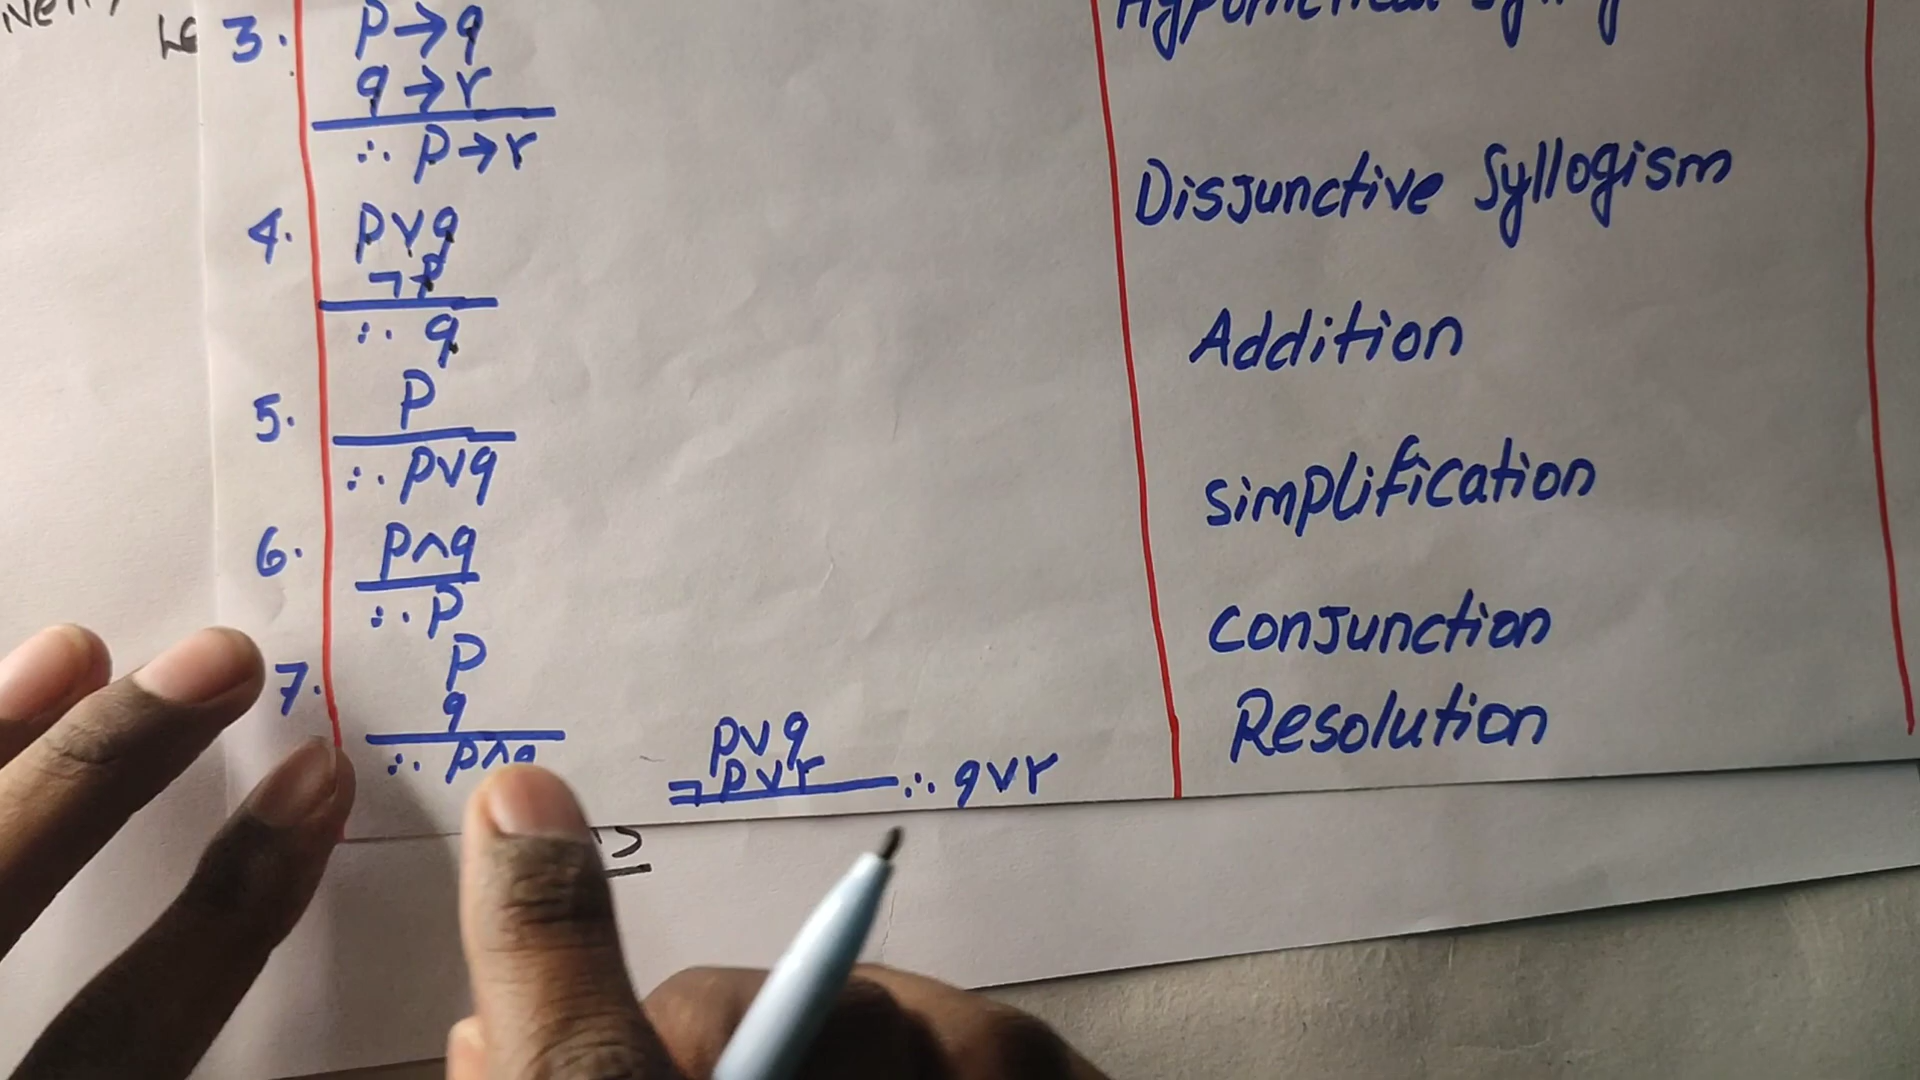 3. p→q
q→r
∴ p→r
Disjunctive Syllogism
4. p∨q
¬p
∴ q
Addition
5. p
∴ p∨q
simplification
6. p∧q
∴ p
conjunction
7. p
q
∴ p∧q
Resolution
p∨q
¬p∨r ∴ q∨r